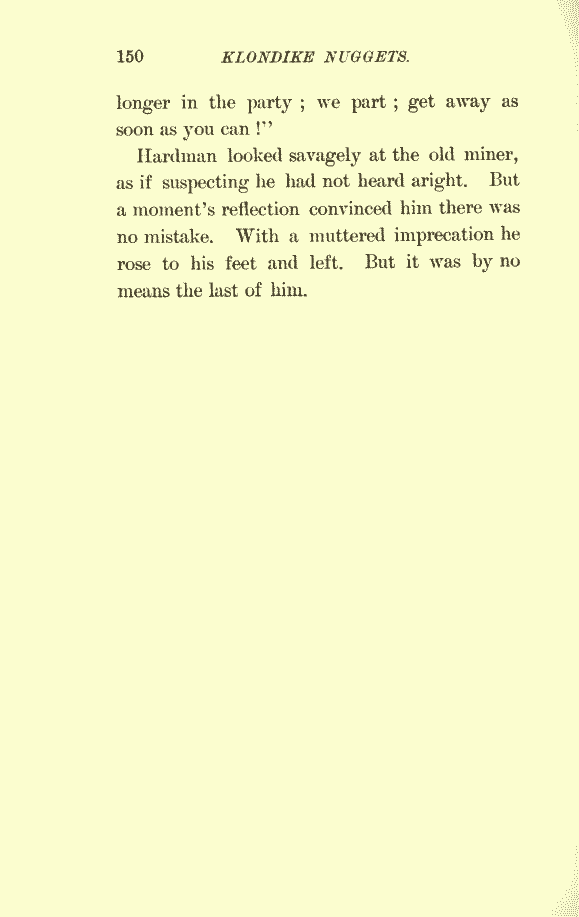 150 KLONDIKE NUGGETS.
longer in the party ; we part ; get away as
soon as you can !"
Hardman looked savagely at the old miner,
as if suspecting he had not heard aright. But
a moment's reflection convinced him there was
no mistake. With a muttered imprecation he
rose to his feet and left. But it was by no
means the last of him.